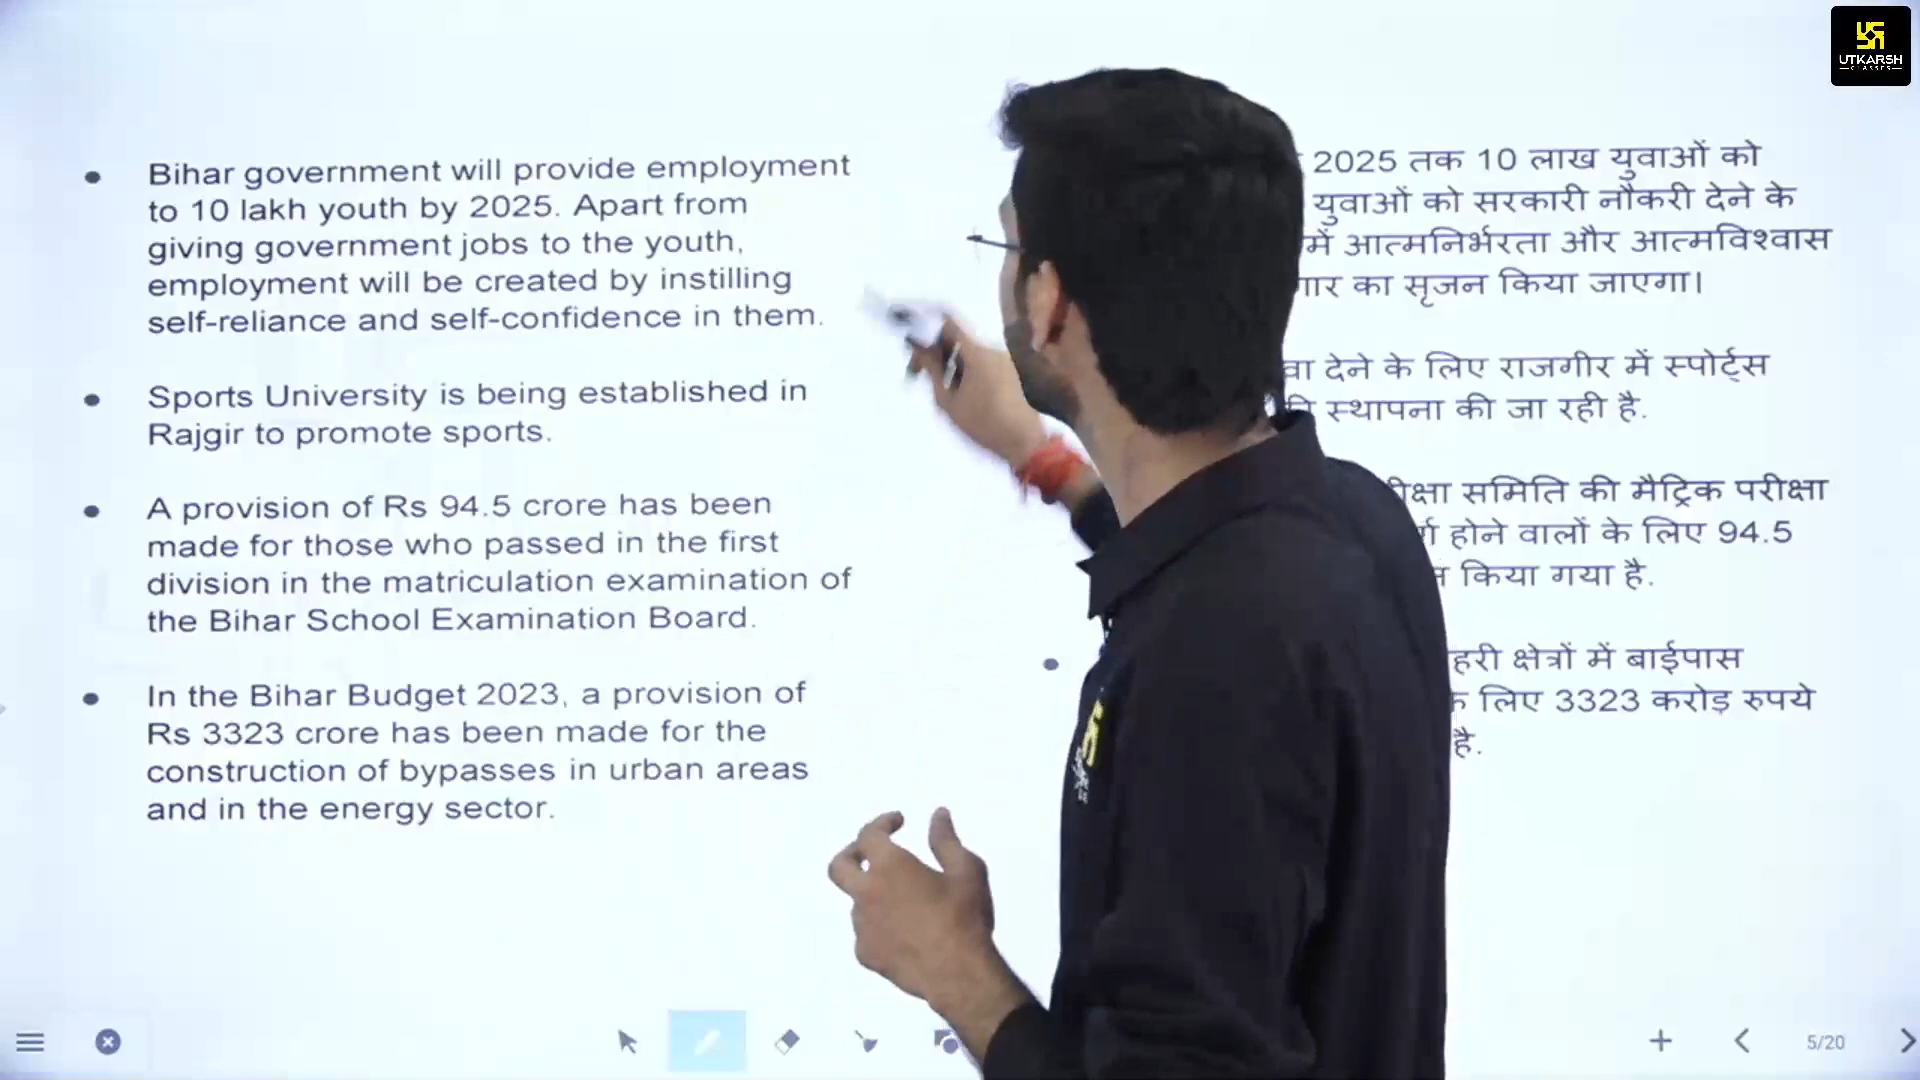 UTKARSH
CLASSES
Bihar government will provide employment
to 10 lakh youth by 2025. Apart from
giving government jobs to the youth,
employment will be created by instilling
self-reliance and self-confidence in them.
Sports University is being established in
Rajgir to promote sports.
A provision of Rs 94.5 crore has been
made for those who passed in the first
division in the matriculation examination of
the Bihar School Examination Board.
In the Bihar Budget 2023, a provision of
Rs 3323 crore has been made for the
construction of bypasses in urban areas
and in the energy sector.
2025 तक 10 लाख युवाओं को
युवाओं को सरकारी नौकरी देने के
में आत्मनिर्भरता और आत्मविश्वास
का सृजन किया जाएगा।
देने के लिए राजगीर में स्पोर्ट्स
स्थापना की जा रही है.
समिति की मैट्रिक परीक्षा
होने वालों के लिए 94.5
किया गया है.
क्षेत्रों में बाईपास
लिए 3323 करोड़ रुपये
है.
5/20